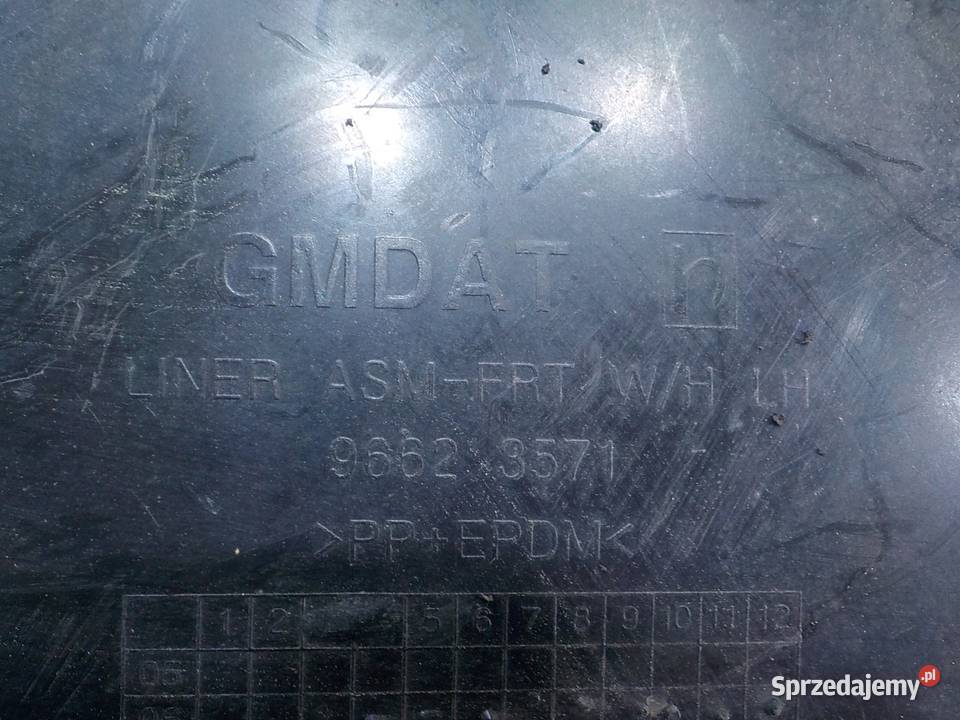 GMDAT h
LINER ASM-FRT W/H LH
9662 3571
>PP+EPDM<
1 2 5 6 7 8 9 10 11 12
Sprzedajemy.pl